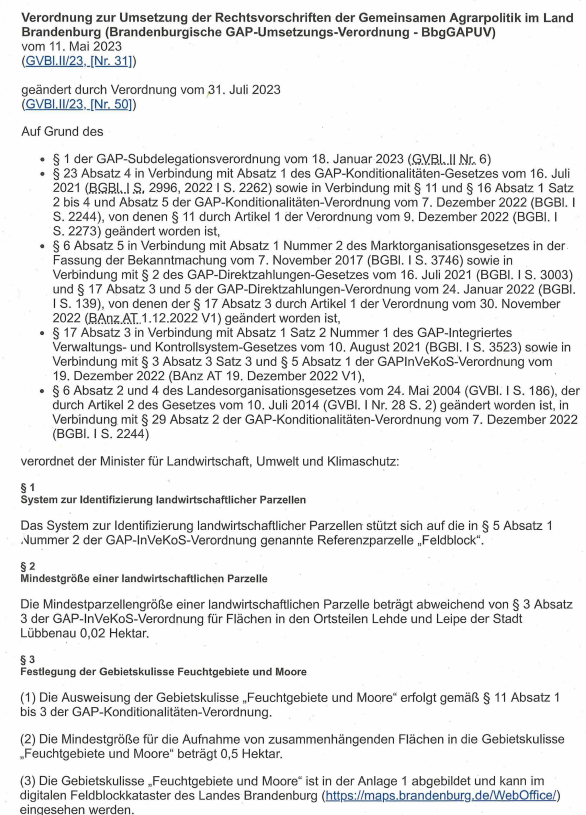 Verordnung zur Umsetzung der Rechtsvorschriften der Gemeinsamen Agrarpolitik im Land
Brandenburg (Brandenburgische GAP-Umsetzungs-Verordnung - BbgGAPUV)
vom 11. Mai 2023
(GVBl.II/23, [Nr. 31])
geändert durch Verordnung vom 31. Juli 2023
(GVBl.II/23, [Nr. 50])
Auf Grund des
• § 1 der GAP-Subdelegationsverordnung vom 18. Januar 2023 (GVBl. II Nr. 6)
• § 23 Absatz 4 in Verbindung mit Absatz 1 des GAP-Konditionalitäten-Gesetzes vom 16. Juli
2021 (BGBl. I S. 2996, 2022 I S. 2262) sowie in Verbindung mit § 11 und § 16 Absatz 1 Satz
2 bis 4 und Absatz 5 der GAP-Konditionalitäten-Verordnung vom 7. Dezember 2022 (BGBl. I
S. 2244), von denen § 11 durch Artikel 1 der Verordnung vom 9. Dezember 2022 (BGBl. I
S. 2273) geändert worden ist,
• § 6 Absatz 5 in Verbindung mit Absatz 1 Nummer 2 des Marktorganisationsgesetzes in der
Fassung der Bekanntmachung vom 7. November 2017 (BGBl. I S. 3746) sowie in
Verbindung mit § 2 des GAP-Direktzahlungen-Gesetzes vom 16. Juli 2021 (BGBl. I S. 3003)
und § 17 Absatz 3 und 5 der GAP-Direktzahlungen-Verordnung vom 24. Januar 2022 (BGBl.
I S. 139), von denen der § 17 Absatz 3 durch Artikel 1 der Verordnung vom 30. November
2022 (BAnz AT 1.12.2022 V1) geändert worden ist,
• § 17 Absatz 3 in Verbindung mit Absatz 1 Satz 2 Nummer 1 des GAP-Integriertes
Verwaltungs- und Kontrollsystem-Gesetzes vom 10. August 2021 (BGBl. I S. 3523) sowie in
Verbindung mit § 3 Absatz 3 Satz 3 und § 5 Absatz 1 der GAPInVeKoS-Verordnung vom
19. Dezember 2022 (BAnz AT 19. Dezember 2022 V1),
• § 6 Absatz 2 und 4 des Landesorganisationsgesetzes vom 24. Mai 2004 (GVBl. I S. 186), der
durch Artikel 2 des Gesetzes vom 10. Juli 2014 (GVBl. I Nr. 28 S. 2) geändert worden ist, in
Verbindung mit § 29 Absatz 2 der GAP-Konditionalitäten-Verordnung vom 7. Dezember 2022
(BGBl. I S. 2244)
verordnet der Minister für Landwirtschaft, Umwelt und Klimaschutz:
§ 1
System zur Identifizierung landwirtschaftlicher Parzellen
Das System zur Identifizierung landwirtschaftlicher Parzellen stützt sich auf die in § 5 Absatz 1
Nummer 2 der GAP-InVeKoS-Verordnung genannte Referenzparzelle „Feldblock“.
§ 2
Mindestgröße einer landwirtschaftlichen Parzelle
Die Mindestparzellengröße einer landwirtschaftlichen Parzelle beträgt abweichend von § 3 Absatz
3 der GAP-InVeKoS-Verordnung für Flächen in den Ortsteilen Lehde und Leipe der Stadt
Lübbenau 0,02 Hektar.
§ 3
Festlegung der Gebietskulisse Feuchtgebiete und Moore
(1) Die Ausweisung der Gebietskulisse „Feuchtgebiete und Moore“ erfolgt gemäß § 11 Absatz 1
bis 3 der GAP-Konditionalitäten-Verordnung.
(2) Die Mindestgröße für die Aufnahme von zusammenhängenden Flächen in die Gebietskulisse
„Feuchtgebiete und Moore“ beträgt 0,5 Hektar.
(3) Die Gebietskulisse „Feuchtgebiete und Moore“ ist in der Anlage 1 abgebildet und kann im
digitalen Feldblockkataster des Landes Brandenburg (https://maps.brandenburg.de/WebOffice/)
eingesehen werden.